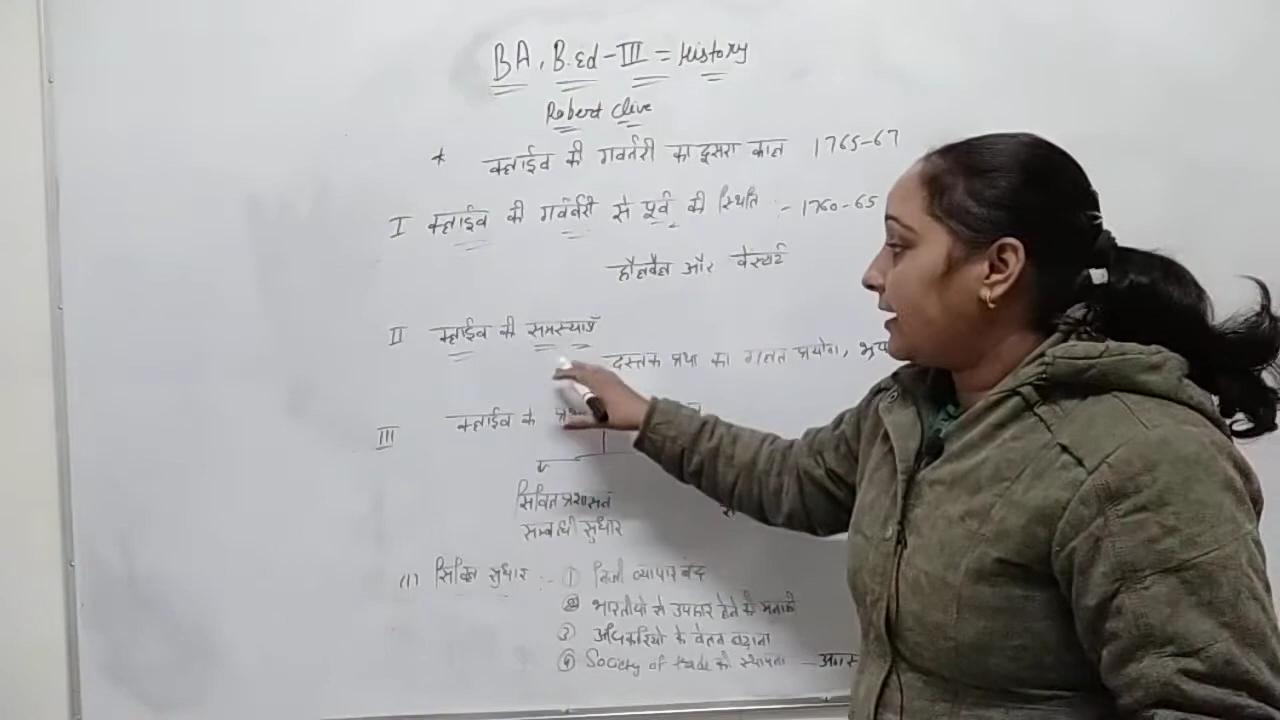 BA, B.Ed-III = History
Robert Clive
* क्लाईव की गवर्नरी का दूसरा काल 1765-67
I क्लाईव की गवर्नरी से पूर्व की स्थिति :- 1760-65
हौलवैल और वेंस्टार्ट
II क्लाईव की समस्याएँ
दस्तक प्रथा का गलत प्रयोग,
III क्लाईव के
सिविल प्रशासन
सम्बन्धी सुधार
(1) सिविल सुधार :- ① निजी व्यापार बंद
② भारतीयो से उपहार लेने की मनाही
③ अधिकारियो के वेतन बढ़ाना
④ Society of trade की स्थापना -